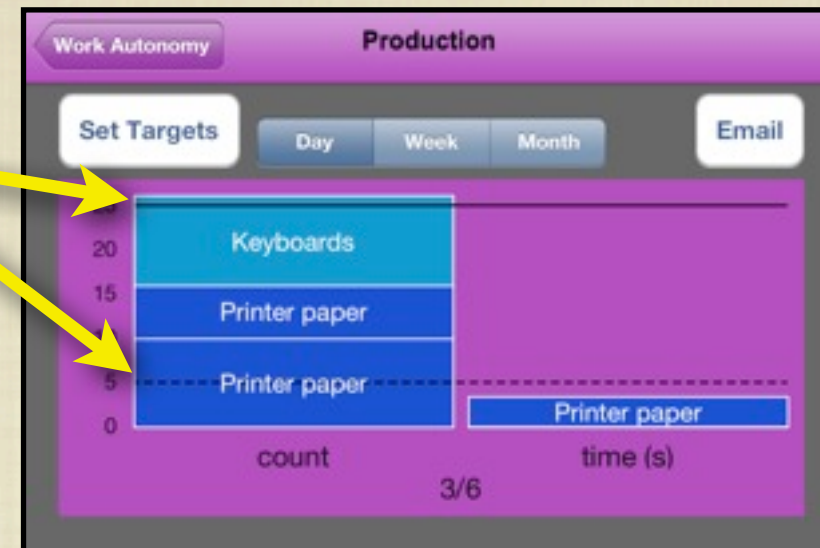 Work Autonomy
Production
Set Targets
Day
Week
Month
Email
20
15
5
0
Keyboards
Printer paper
Printer paper
Printer paper
count
time (s)
3/6